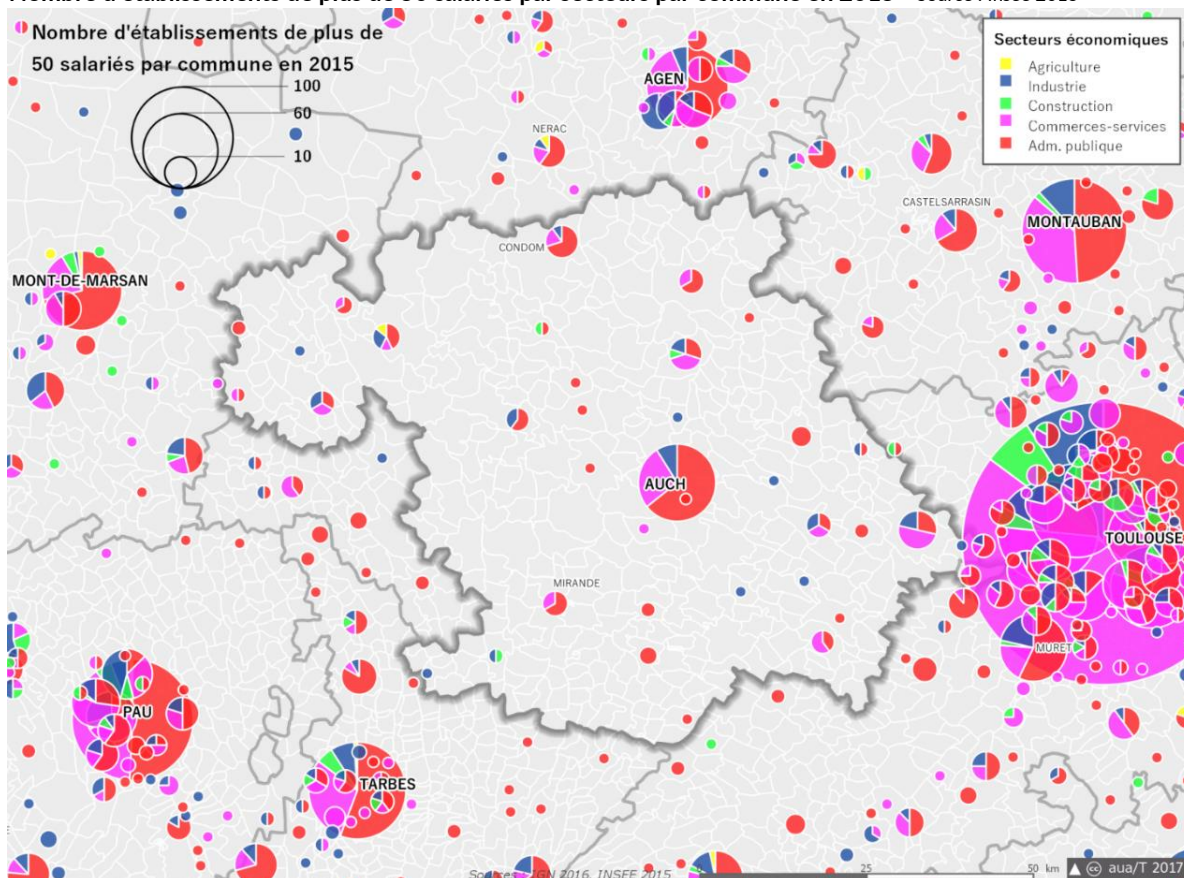 Nombre d'établissements de plus de
50 salariés par commune en 2015
100
60
10
Secteurs économiques
Agriculture
Industrie
Construction
Commerces-services
Adm. publique
AGEN
NERAC
CASTELSARRASIN
MONTAUBAN
CONDOM
MONT-DE-MARSAN
AUCH
TOULOUSE
MIRANDE
MURET
PAU
TARBES
25
50 km
aua/T 2017
IGN 2016, INSEE 2015